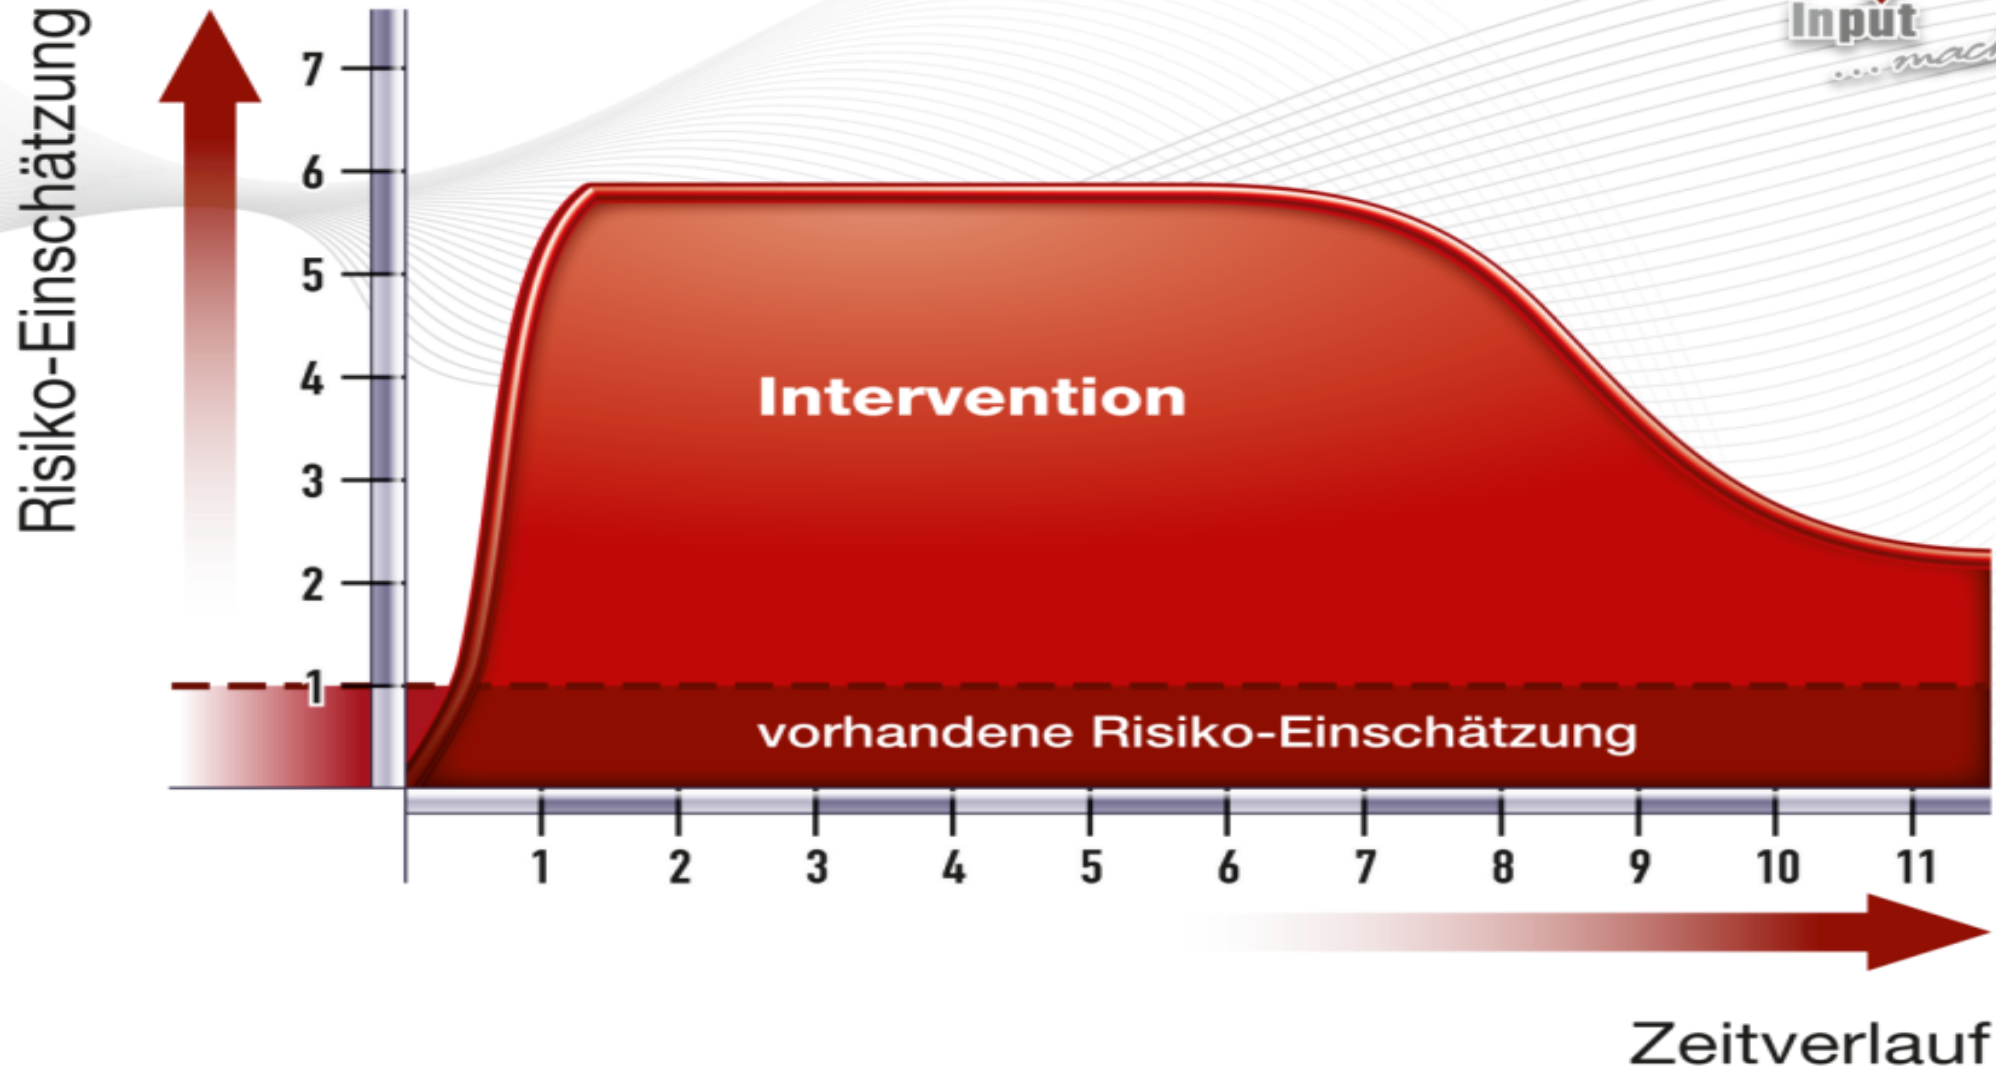 Risiko-Einschätzung
Input
... mach
7
6
5
4
3
2
1
Intervention
vorhandene Risiko-Einschätzung
1 2 3 4 5 6 7 8 9 10 11
Zeitverlauf